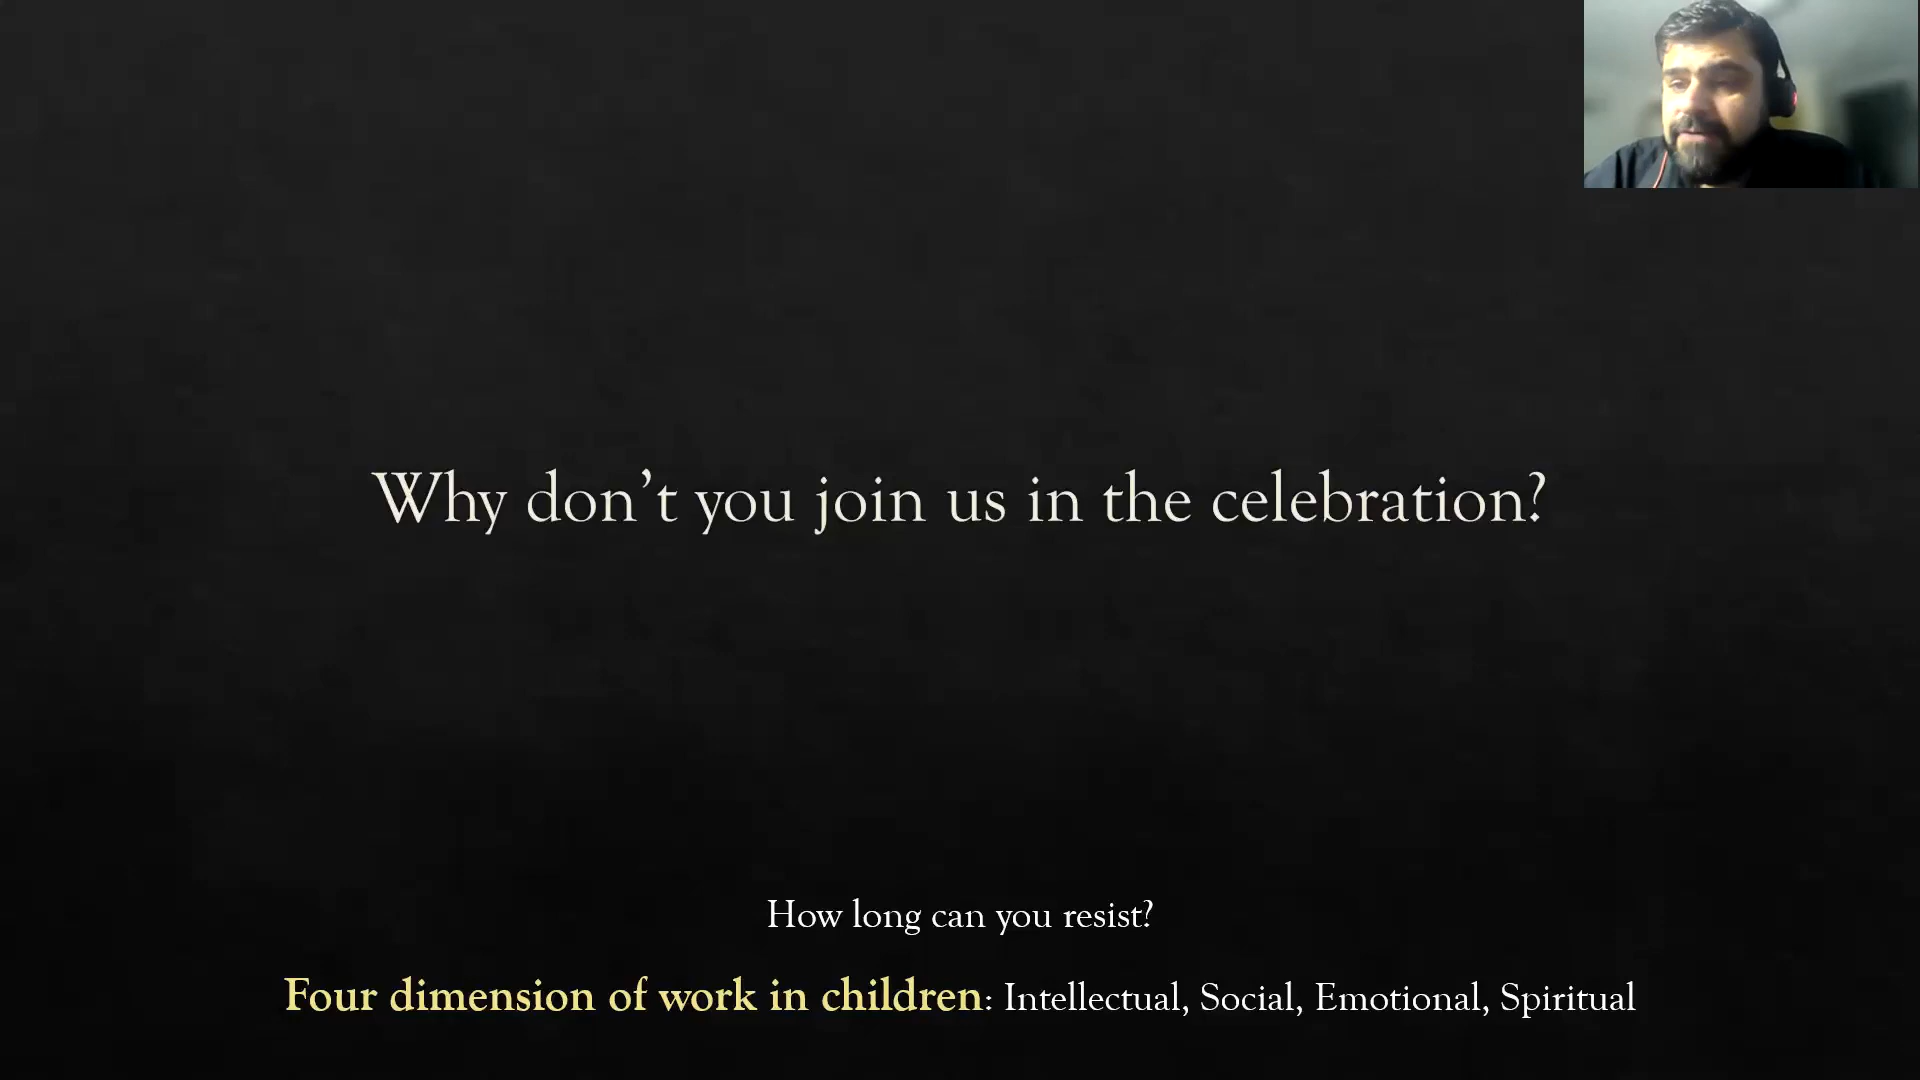 Why don’t you join us in the celebration?
How long can you resist?
Four dimension of work in children: Intellectual, Social, Emotional, Spiritual